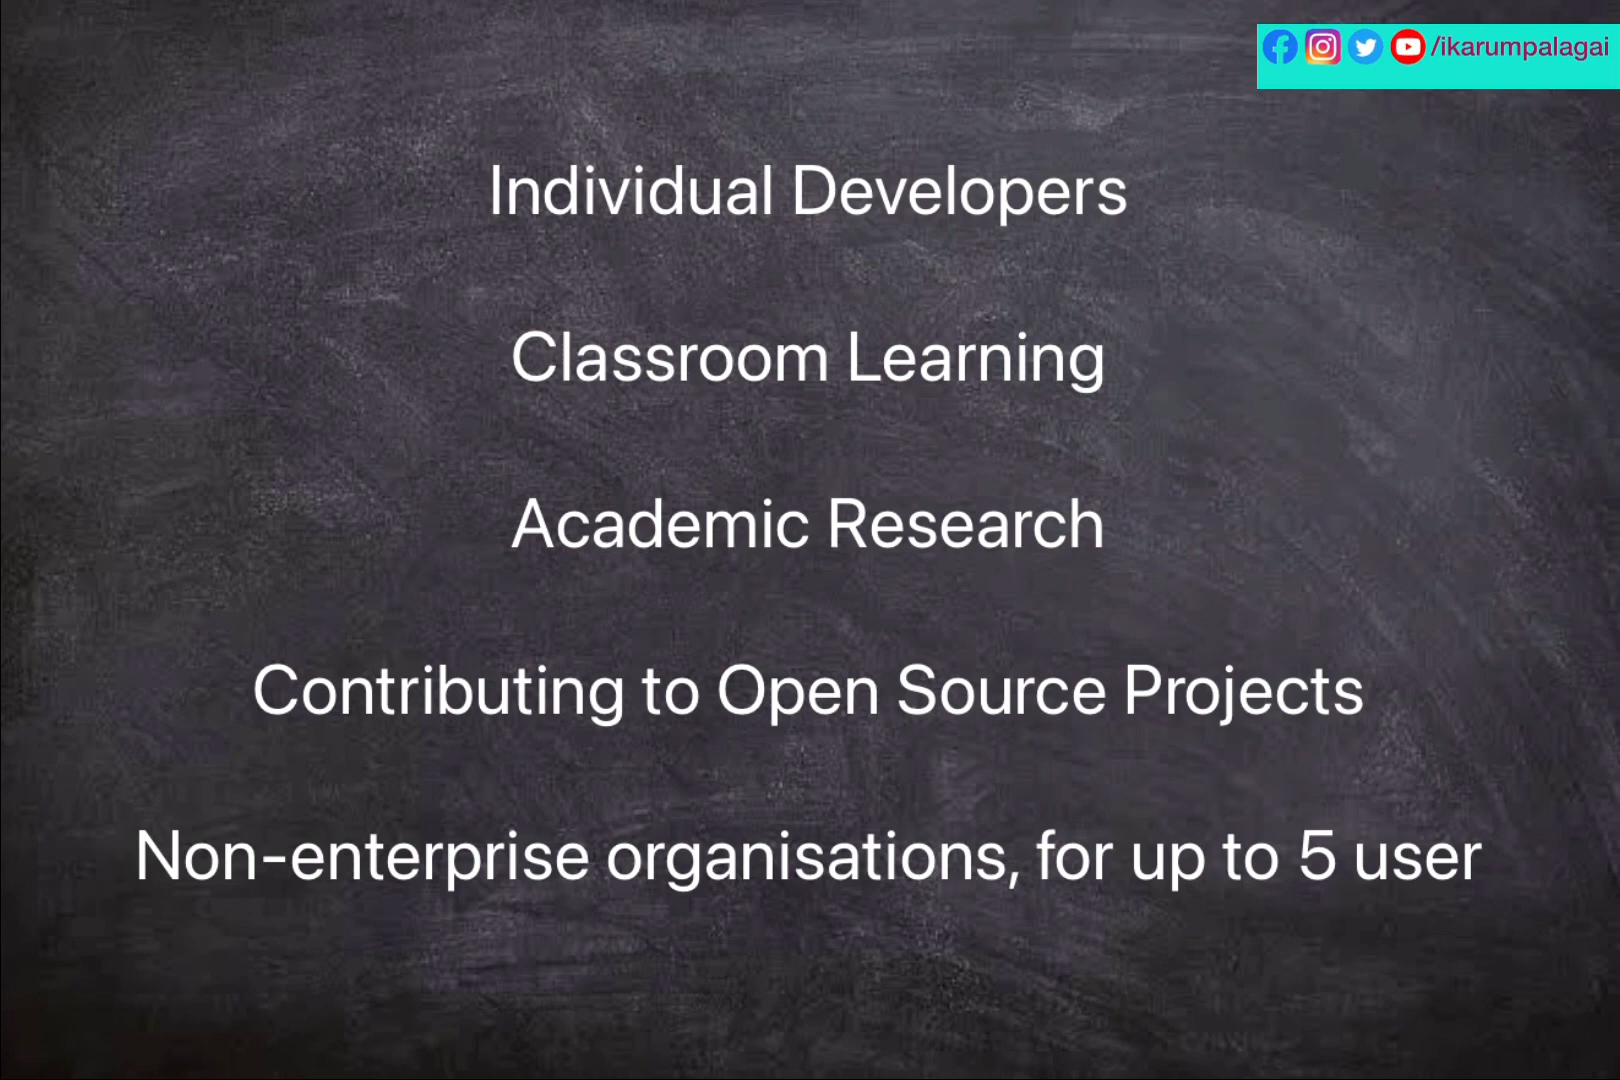 /ikarumpalagai
Individual Developers
Classroom Learning
Academic Research
Contributing to Open Source Projects
Non-enterprise organisations, for up to 5 user